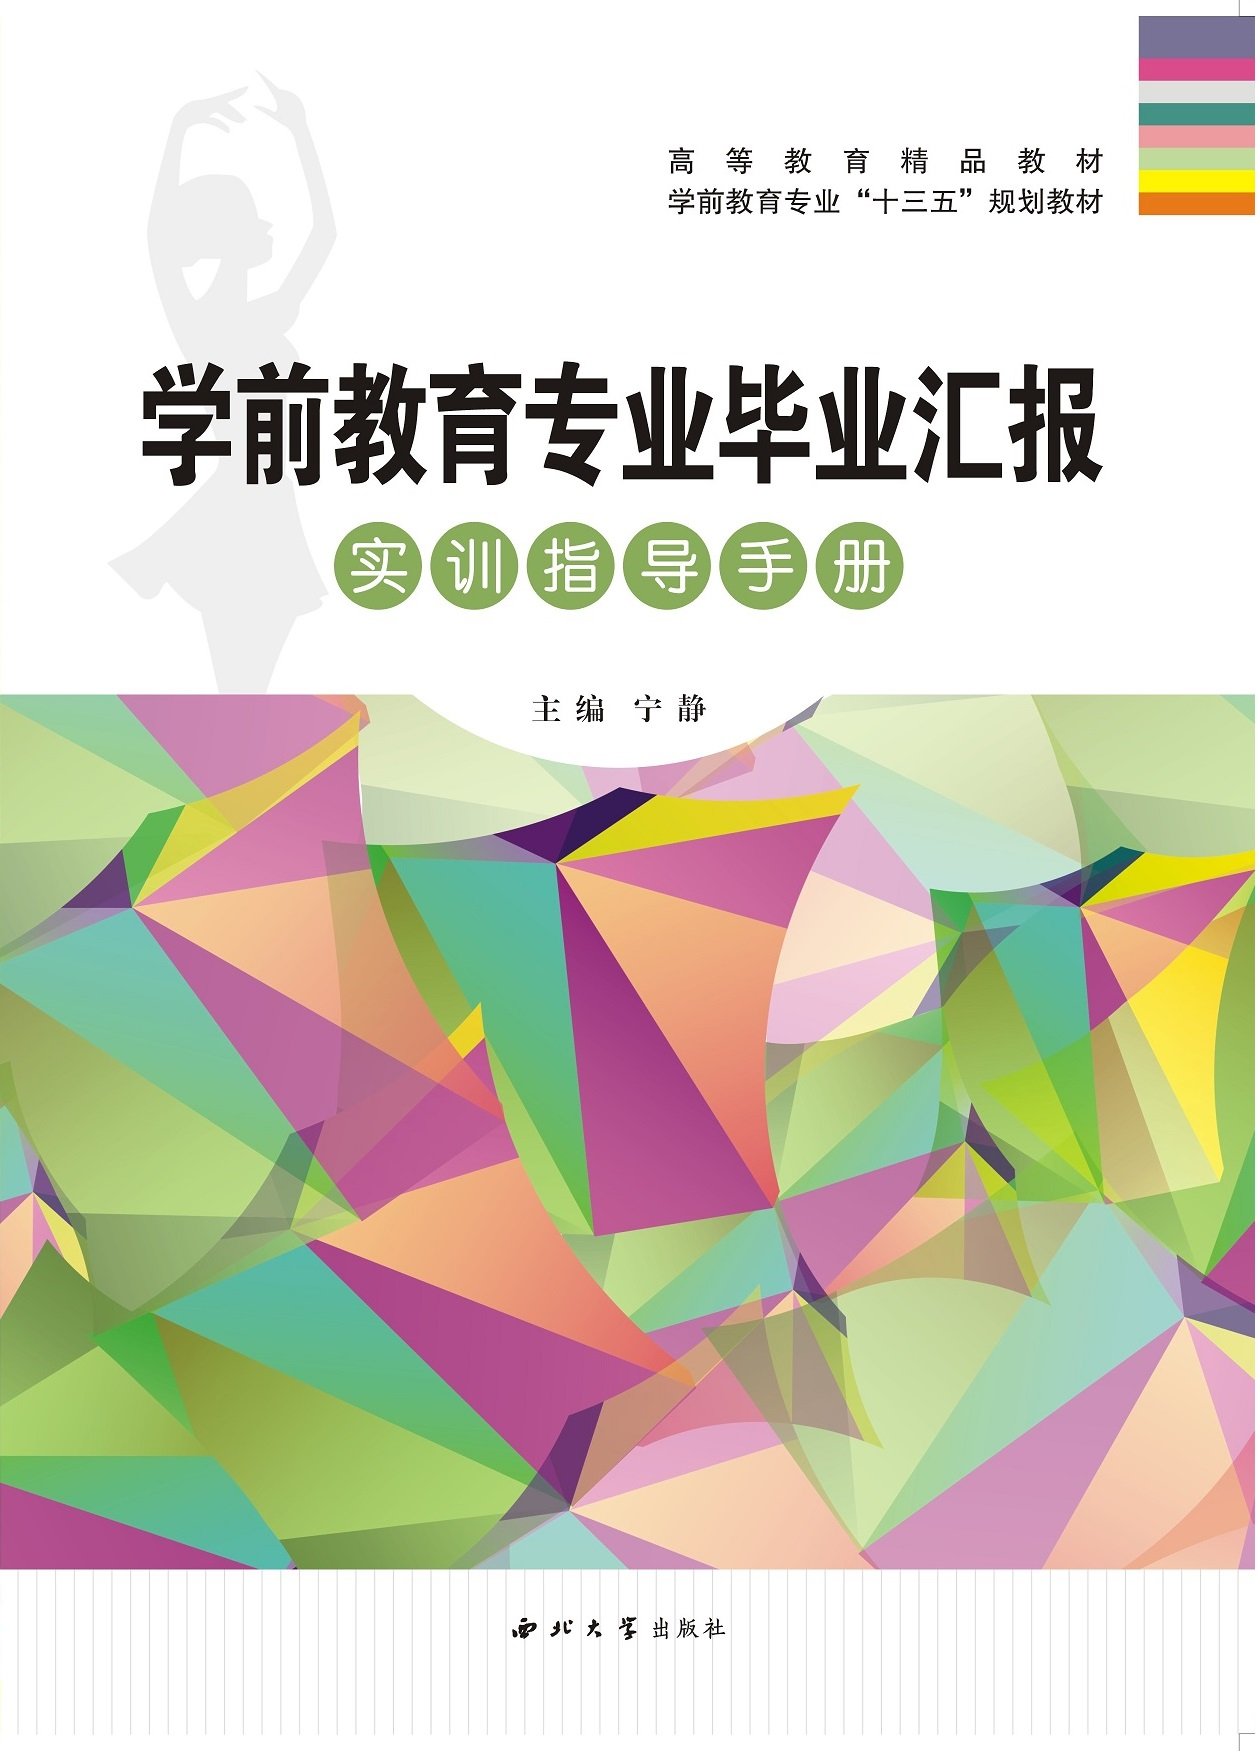 高等教育精品教材
学前教育专业“十三五”规划教材
学前教育专业毕业汇报
实训指导手册
主编 宁静
西北大学出版社